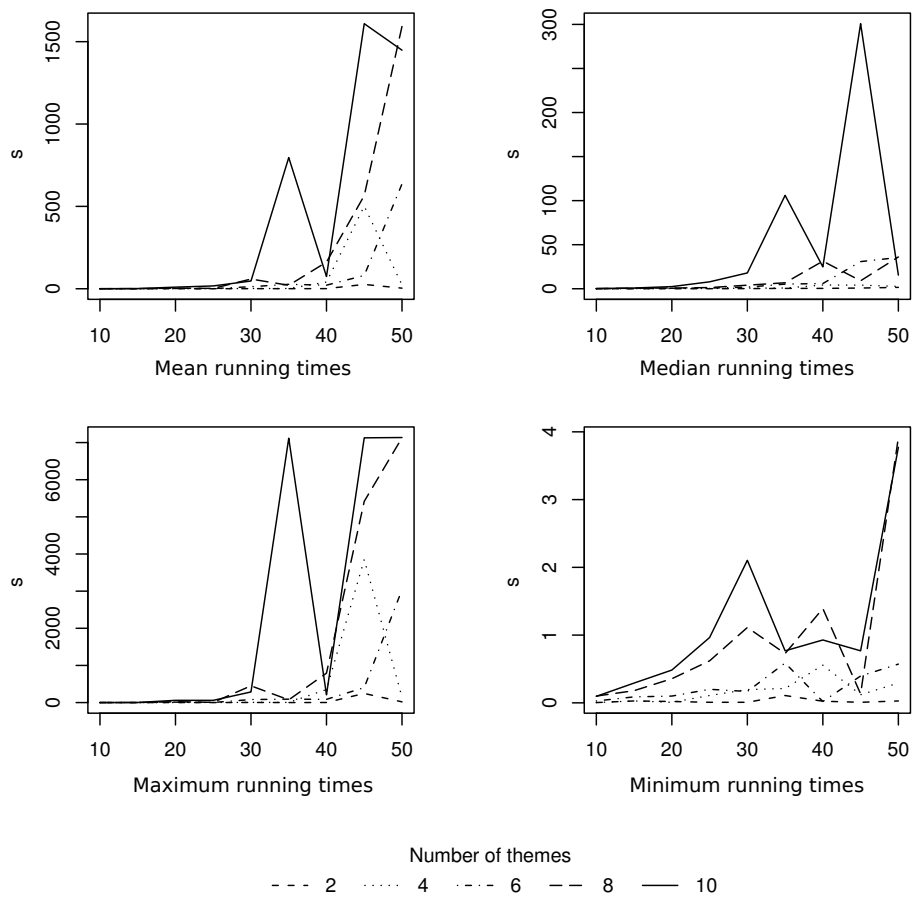 1500
1000
500
0
s
10 20 30 40 50
Mean running times
300
200
100
50
0
s
10 20 30 40 50
Median running times
6000
4000
2000
0
s
10 20 30 40 50
Maximum running times
4
3
2
1
0
s
10 20 30 40 50
Minimum running times
Number of themes
2 4 6 8 10